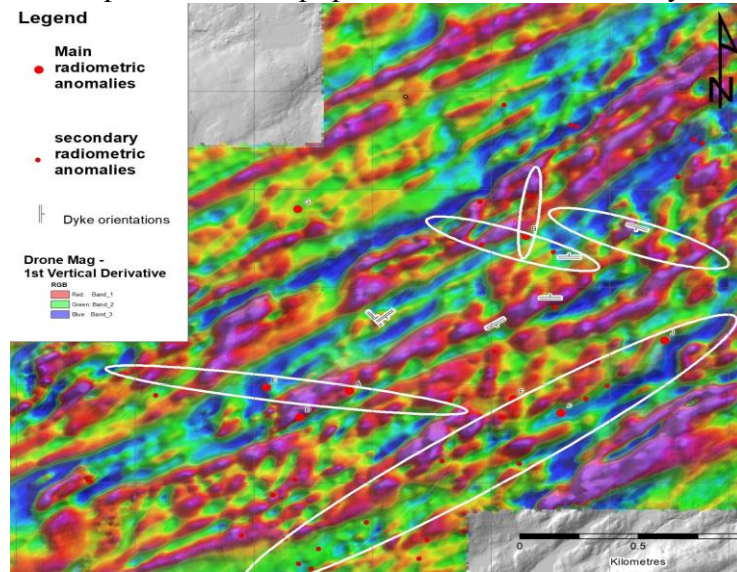 Legend
Main
radiometric
anomalies
secondary
radiometric
anomalies
Dyke orientations
Drone Mag -
1st Vertical Derivative
RGB
Red: Band_1
Green: Band_2
Blue: Band_3
N
A
0 0.5
Kilometres